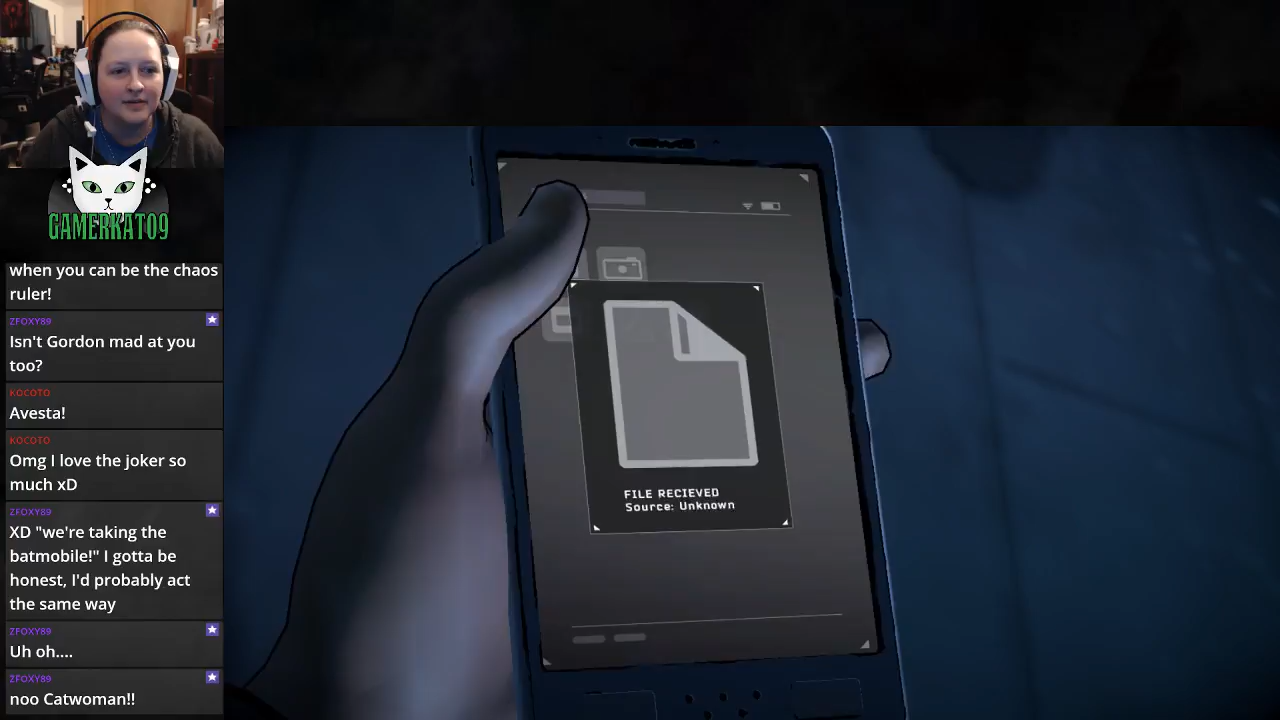 GAMERKAT09
when you can be the chaos
ruler!
ZFOXY89
Isn't Gordon mad at you
too?
KOCOTO
Avesta!
KOCOTO
Omg I love the joker so
much xD
ZFOXY89
XD "we're taking the
batmobile!" I gotta be
honest, I'd probably act
the same way
ZFOXY89
Uh oh....
ZFOXY89
noo Catwoman!!
FILE RECIEVED
Source: Unknown